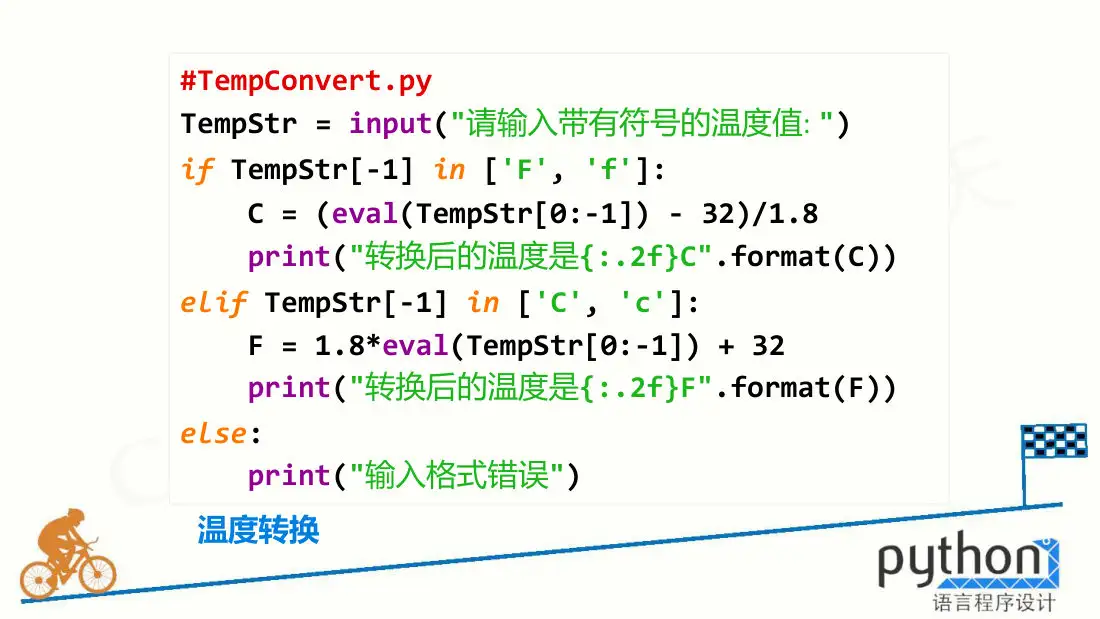 #TempConvert.py
TempStr = input("请输入带有符号的温度值: ")
if TempStr[-1] in ['F', 'f']:
    C = (eval(TempStr[0:-1]) - 32)/1.8
    print("转换后的温度是{:.2f}C".format(C))
elif TempStr[-1] in ['C', 'c']:
    F = 1.8*eval(TempStr[0:-1]) + 32
    print("转换后的温度是{:.2f}F".format(F))
else:
    print("输入格式错误")
温度转换
python
语言程序设计